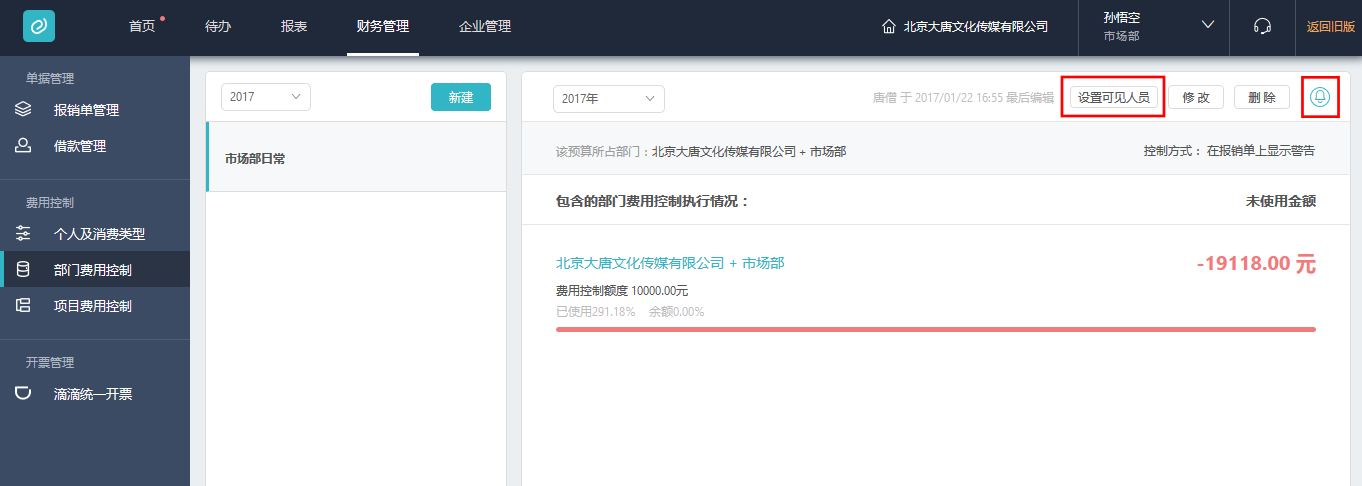 首页
待办
报表
财务管理
企业管理
北京大唐文化传媒有限公司
孙悟空
市场部
返回旧版
单据管理
报销单管理
借款管理
费用控制
个人及消费类型
部门费用控制
项目费用控制
开票管理
滴滴统一开票
2017
新建
市场部日常
2017年
唐僧 于 2017/01/22 16:55 最后编辑
设置可见人员
修 改
删 除
该预算所占部门：北京大唐文化传媒有限公司 + 市场部
控制方式： 在报销单上显示警告
包含的部门费用控制执行情况：
未使用金额
北京大唐文化传媒有限公司 + 市场部
-19118.00 元
费用控制额度 10000.00元
已使用291.18% 余额0.00%